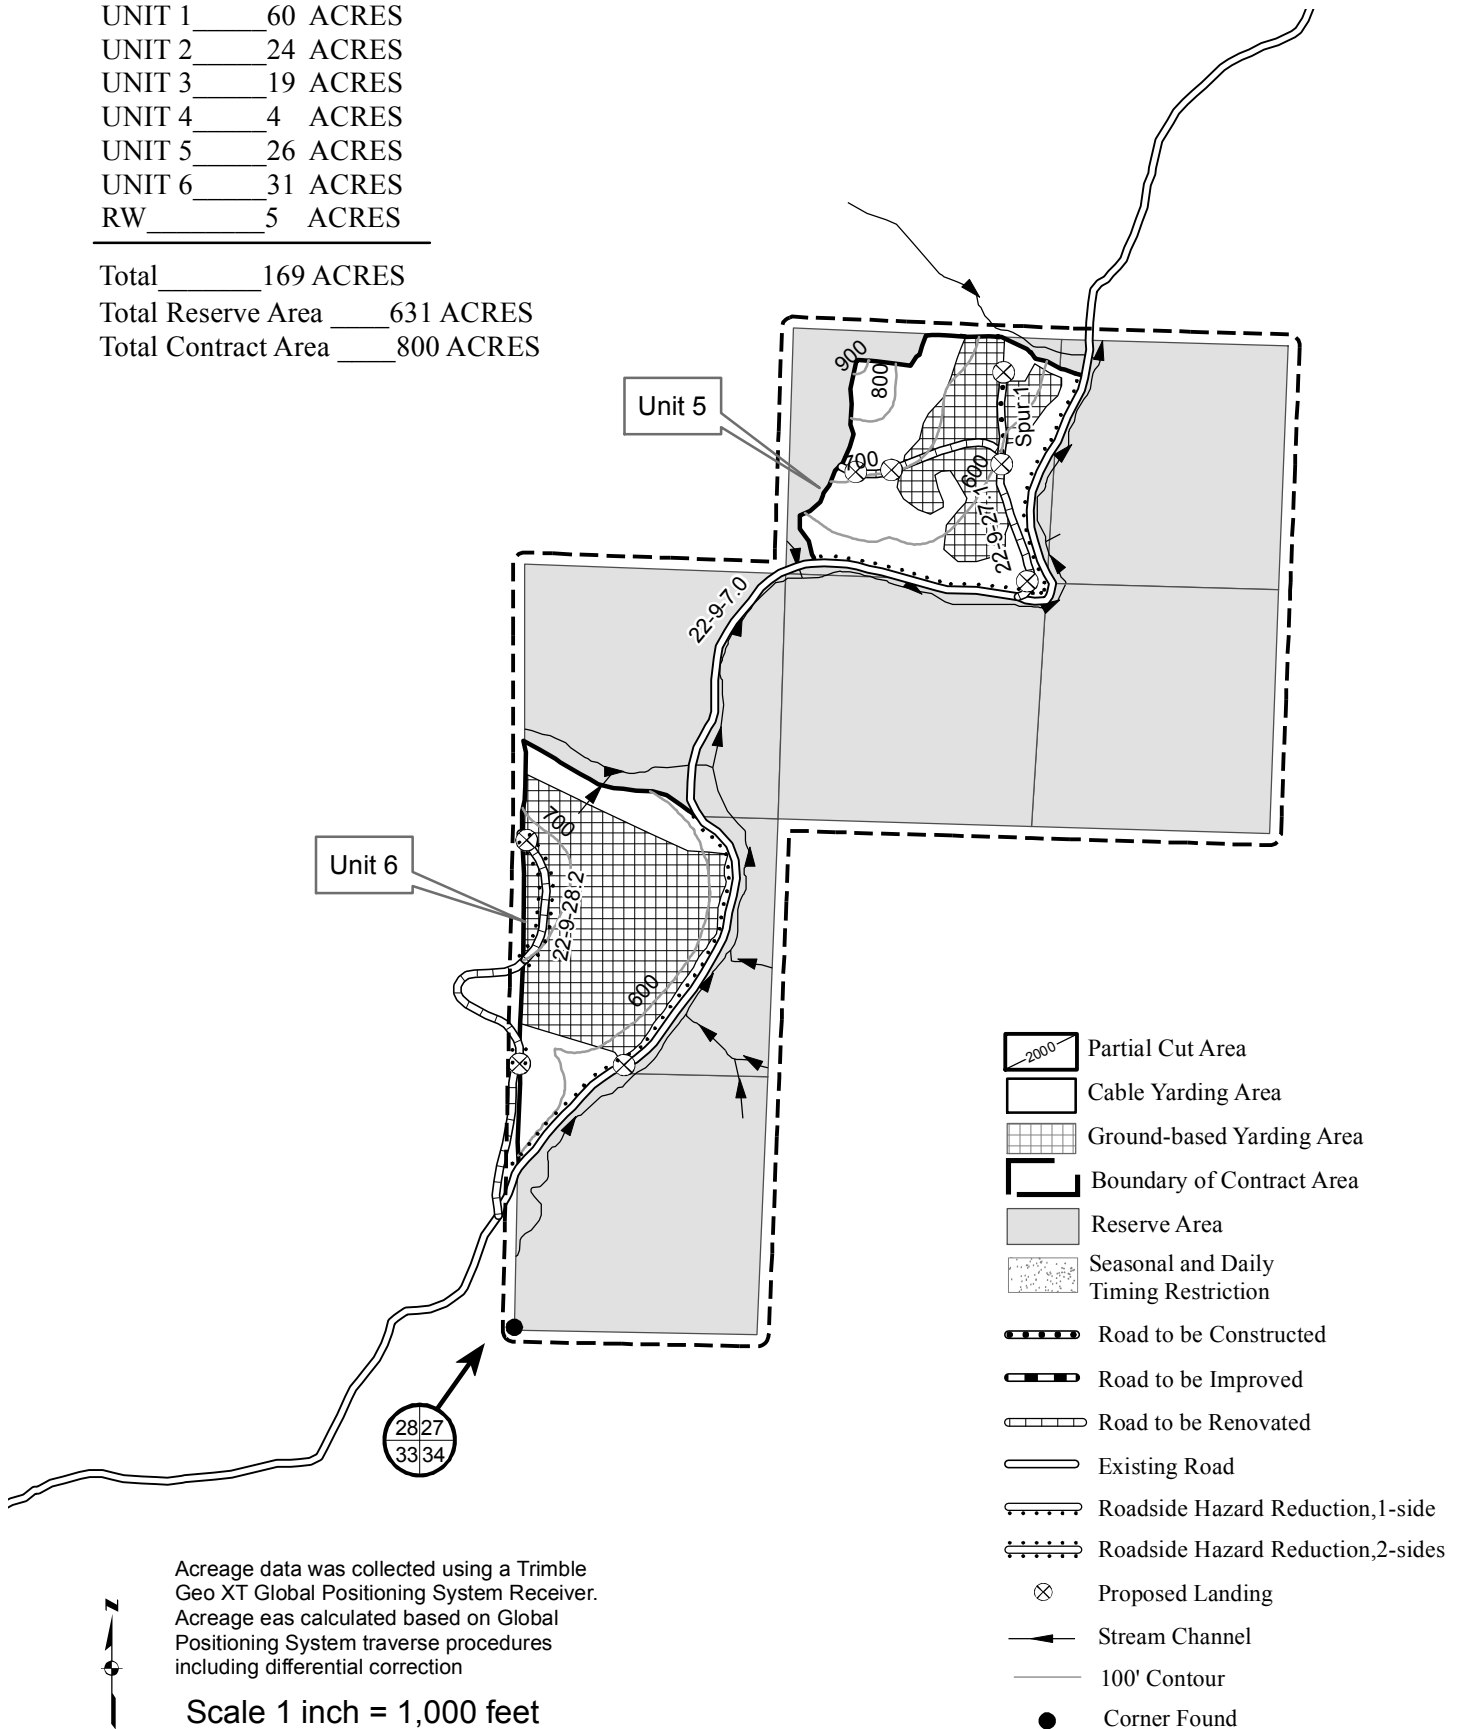 UNIT 1_____60 ACRES
UNIT 2_____24 ACRES
UNIT 3_____19 ACRES
UNIT 4_____4 ACRES
UNIT 5_____26 ACRES
UNIT 6_____31 ACRES
RW________5 ACRES
Total_______169 ACRES
Total Reserve Area ____631 ACRES
Total Contract Area ____800 ACRES
900
800
Unit 5
Spur 1
700
600
22-9-27.1
22-9-7.0
700
Unit 6
22-9-28.2
600
28 27
33 34
2000
Partial Cut Area
Cable Yarding Area
Ground-based Yarding Area
Boundary of Contract Area
Reserve Area
Seasonal and Daily
Timing Restriction
Road to be Constructed
Road to be Improved
Road to be Renovated
Existing Road
Roadside Hazard Reduction,1-side
Roadside Hazard Reduction,2-sides
Proposed Landing
Stream Channel
100' Contour
Corner Found
Acreage data was collected using a Trimble
Geo XT Global Positioning System Receiver.
Acreage eas calculated based on Global
Positioning System traverse procedures
including differential correction
N
Scale 1 inch = 1,000 feet